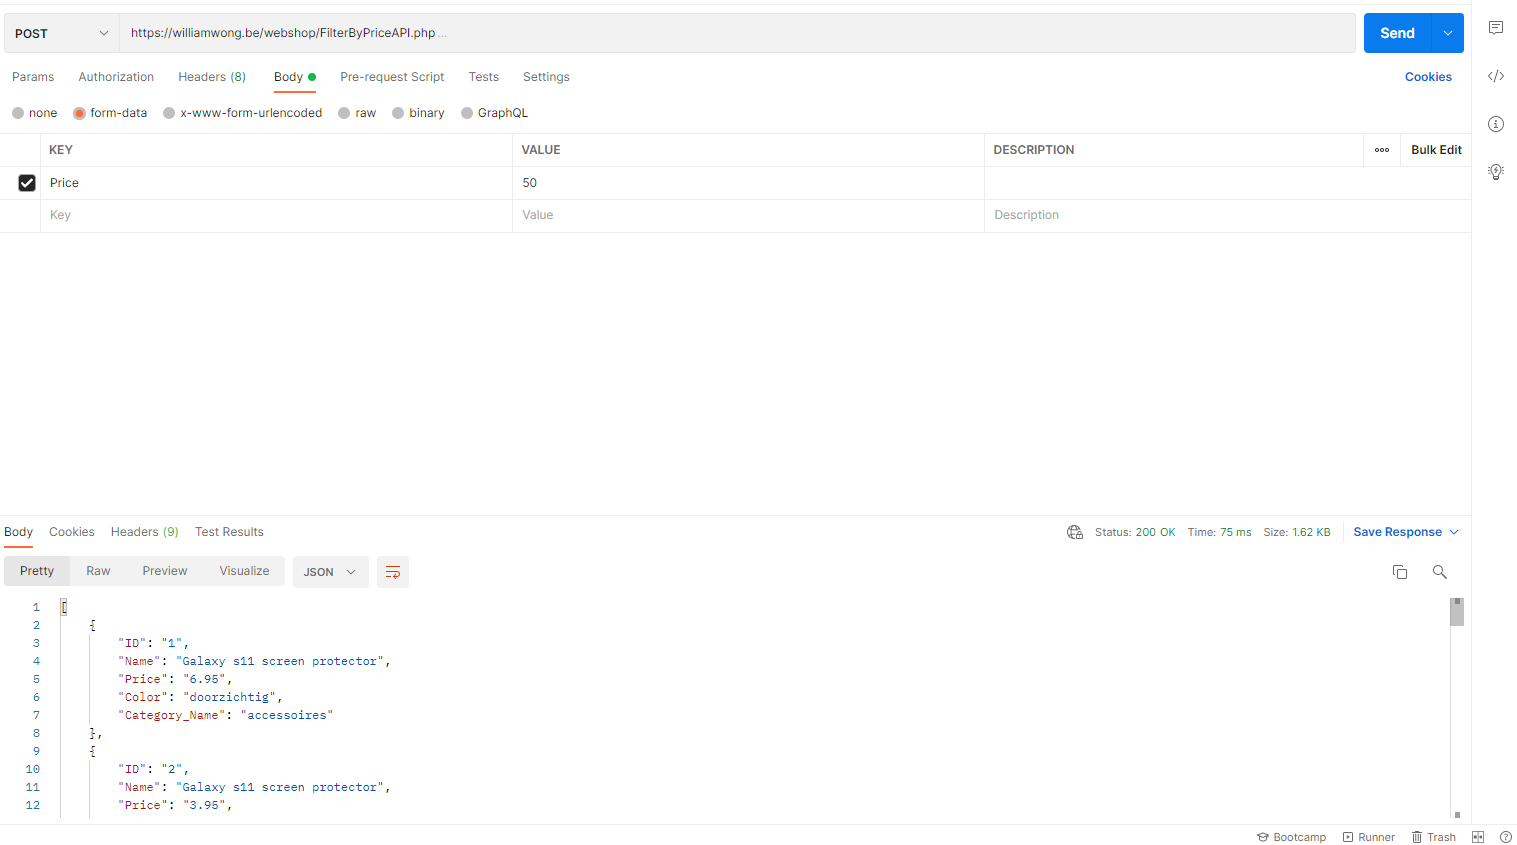 POST https://williamwong.be/webshop/FilterByPriceAPI.php ... Send
Params Authorization Headers (8) Body Pre-request Script Tests Settings Cookies
none form-data x-www-form-urlencoded raw binary GraphQL
KEY VALUE DESCRIPTION ooo Bulk Edit
Price 50
Key Value Description
Body Cookies Headers (9) Test Results Status: 200 OK Time: 75 ms Size: 1.62 KB Save Response
Pretty Raw Preview Visualize JSON
1 [
2 {
3 "ID": "1",
4 "Name": "Galaxy s11 screen protector",
5 "Price": "6.95",
6 "Color": "doorzichtig",
7 "Category_Name": "accessoires"
8 },
9 {
10 "ID": "2",
11 "Name": "Galaxy s11 screen protector",
12 "Price": "3.95",
Bootcamp Runner Trash